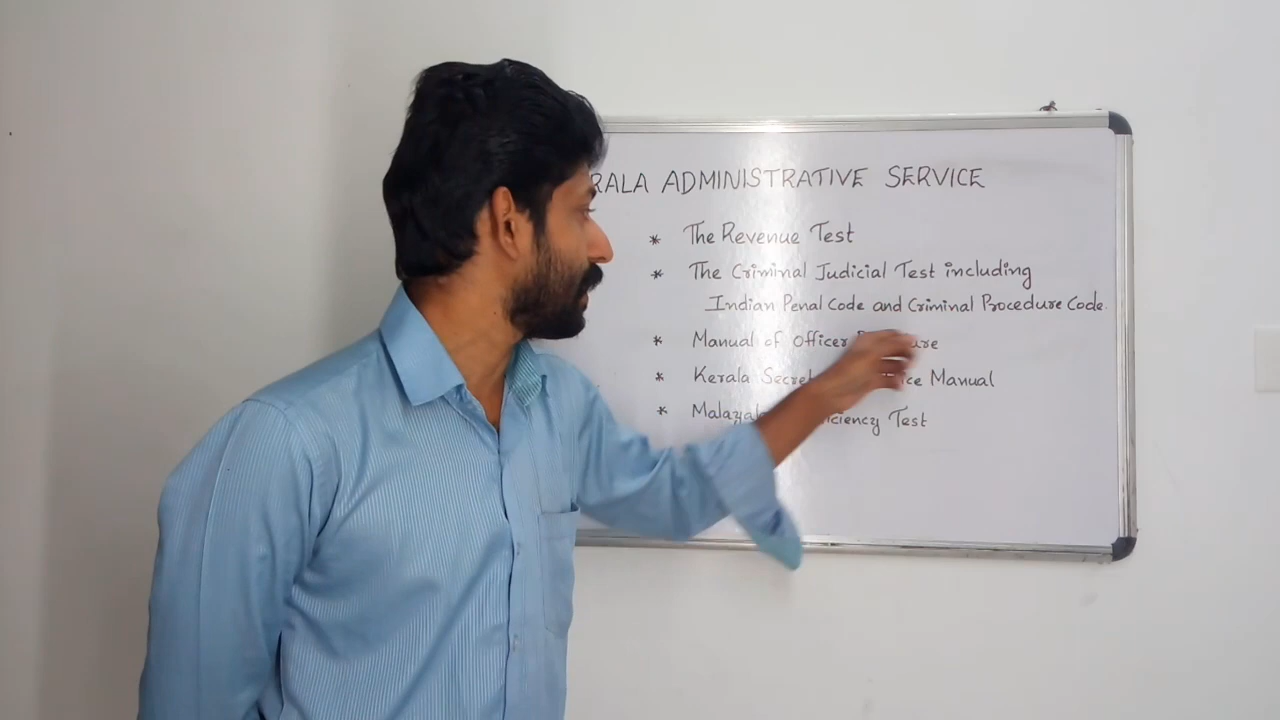 RALA ADMINISTRATIVE SERVICE
* The Revenue Test
* The Criminal Judicial Test including
Indian Penal Code and Criminal Procedure Code.
* Manual of Officer
* Kerala Manual
* Test